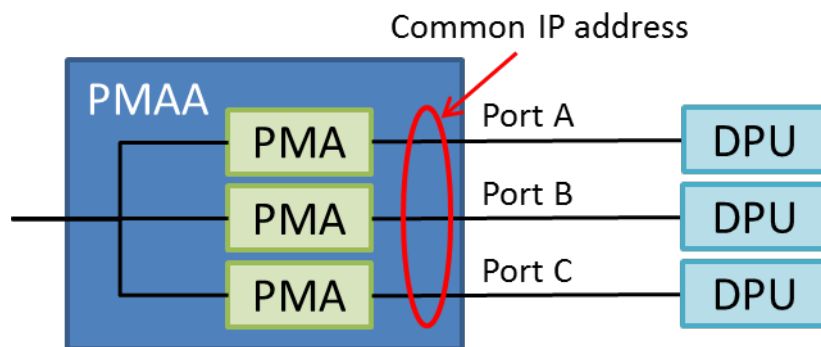 Common IP address
PMAA
PMA
Port A
DPU
PMA
Port B
DPU
PMA
Port C
DPU